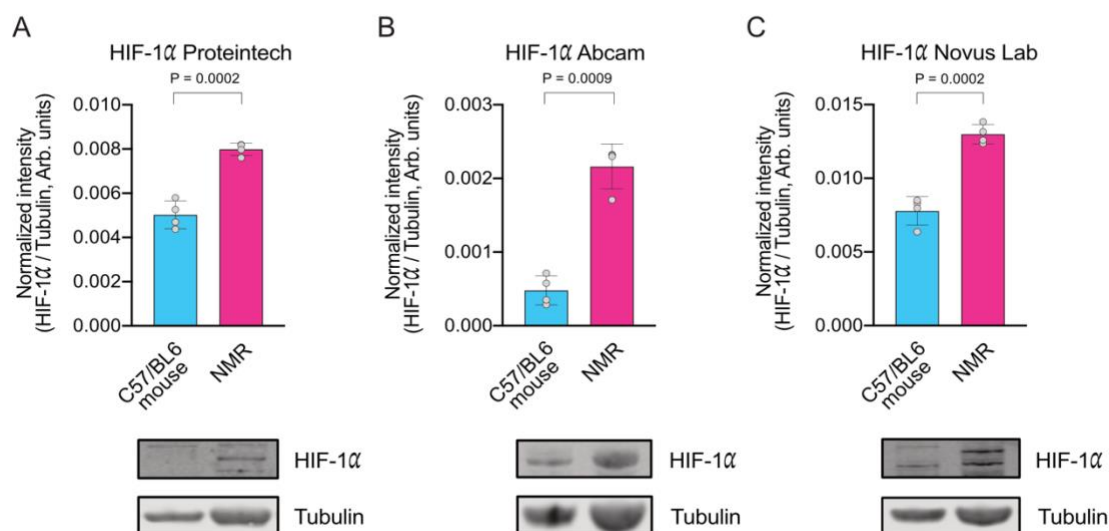 A
HIF-1α Proteintech
P = 0.0002
Normalized intensity
(HIF-1α / Tubulin, Arb. units)
0.010
0.008
0.006
0.004
0.002
0.000
C57/BL6
mouse
NMR
HIF-1α
Tubulin
B
HIF-1α Abcam
P = 0.0009
Normalized intensity
(HIF-1α / Tubulin, Arb. units)
0.003
0.002
0.001
0.000
C57/BL6
mouse
NMR
HIF-1α
Tubulin
C
HIF-1α Novus Lab
P = 0.0002
Normalized intensity
(HIF-1α / Tubulin, Arb. units)
0.015
0.010
0.005
0.000
C57/BL6
mouse
NMR
HIF-1α
Tubulin